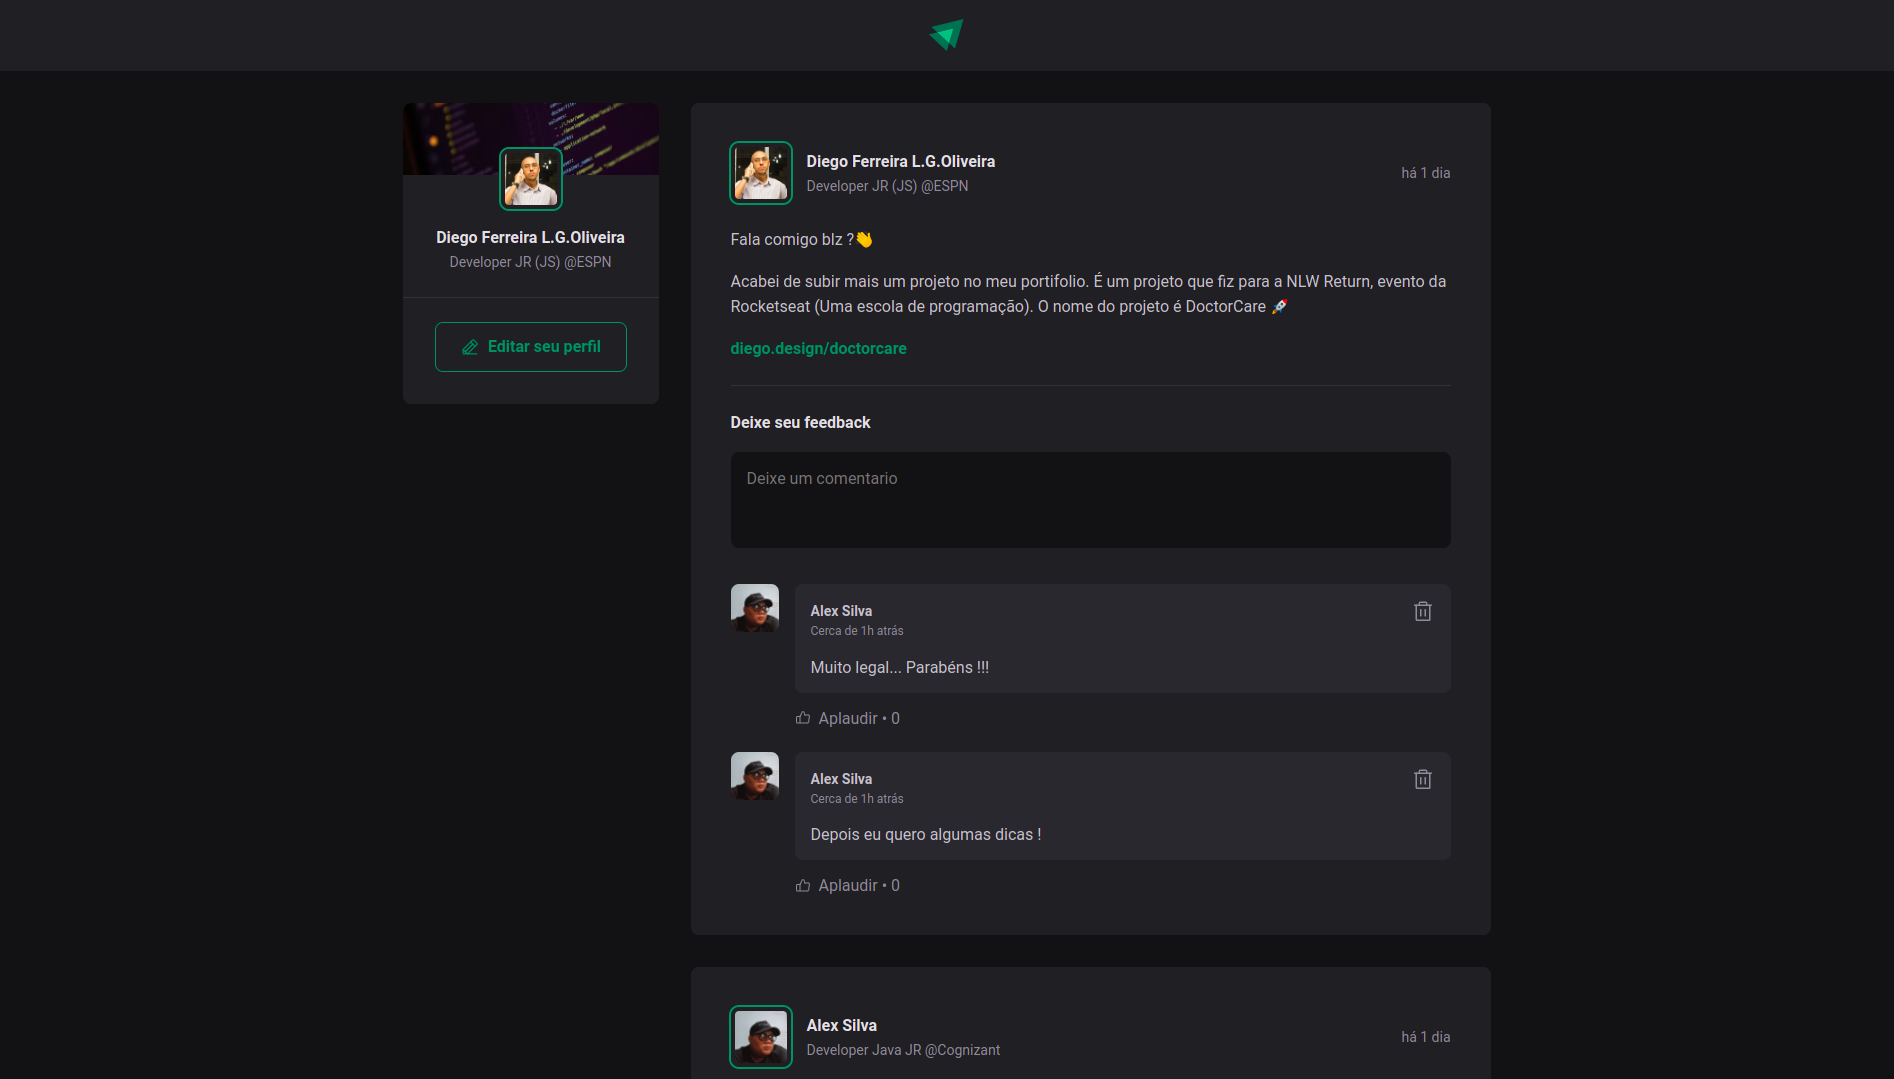 Diego Ferreira L.G.Oliveira
Developer JR (JS) @ESPN
Editar seu perfil
Diego Ferreira L.G.Oliveira
Developer JR (JS) @ESPN
há 1 dia
Fala comigo blz ?👋
Acabei de subir mais um projeto no meu portifolio. É um projeto que fiz para a NLW Return, evento da
Rocketseat (Uma escola de programação). O nome do projeto é DoctorCare 🚀
diego.design/doctorcare
Deixe seu feedback
Deixe um comentario
Alex Silva
Cerca de 1h atrás
Muito legal... Parabéns !!!
Aplaudir • 0
Alex Silva
Cerca de 1h atrás
Depois eu quero algumas dicas !
Aplaudir • 0
Alex Silva
Developer Java JR @Cognizant
há 1 dia